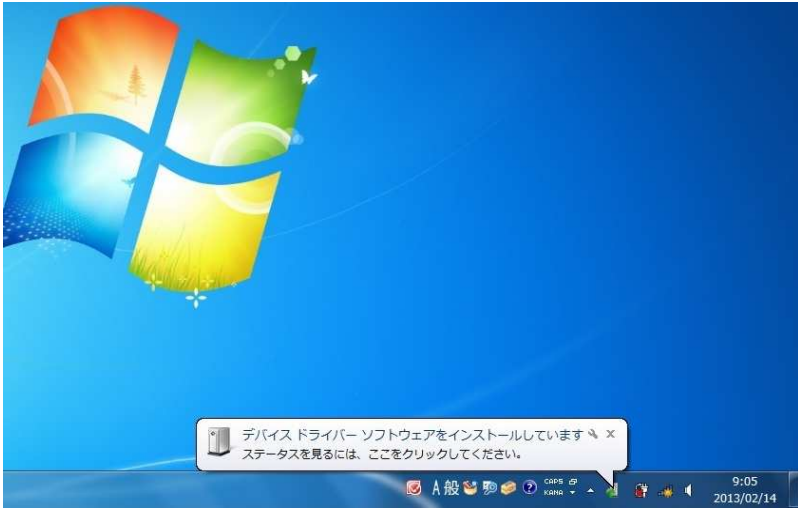 デバイス ドライバー ソフトウェアをインストールしています
ステータスを見るには、ここをクリックしてください。
A 般
CAPS
KANA
9:05
2013/02/14